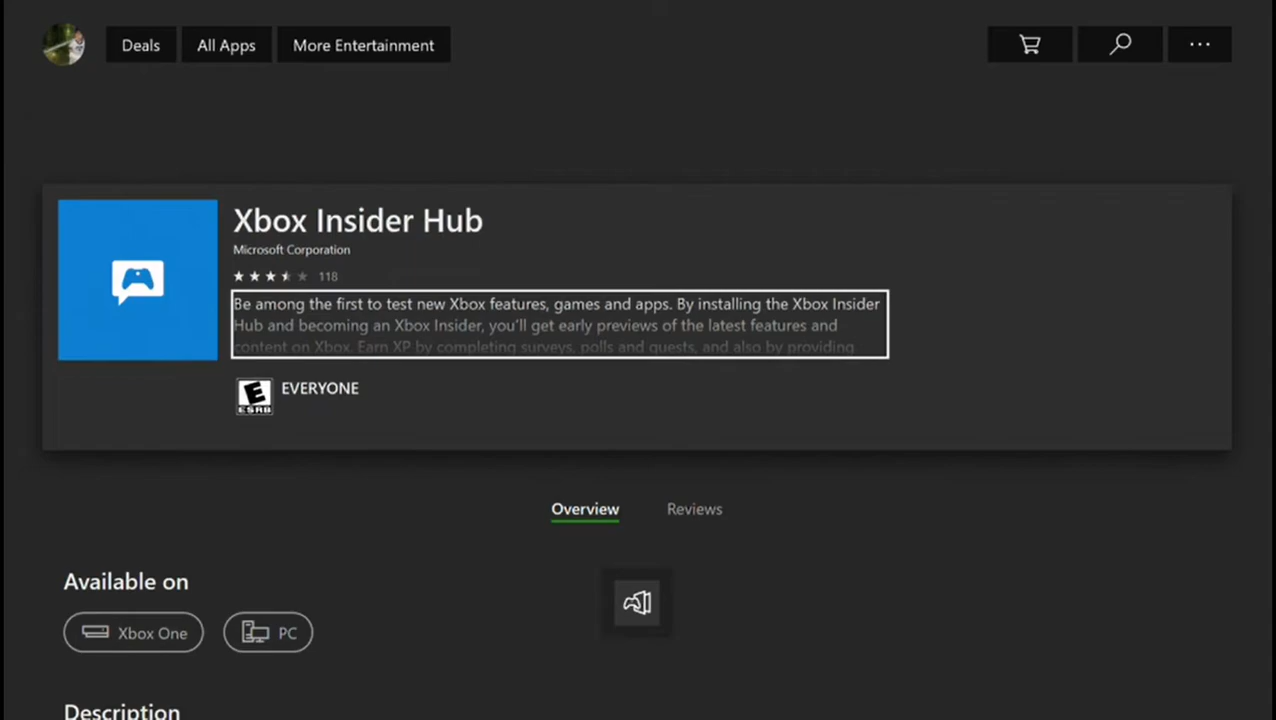 Deals All Apps More Entertainment
Xbox Insider Hub
Microsoft Corporation
118
Be among the first to test new Xbox features, games and apps. By installing the Xbox Insider
Hub and becoming an Xbox Insider, you'll get early previews of the latest features and
content on Xbox. Earn XP by completing surveys, polls and quests, and also by providing
E
ESRB
EVERYONE
Overview Reviews
Available on
Xbox One PC
Description